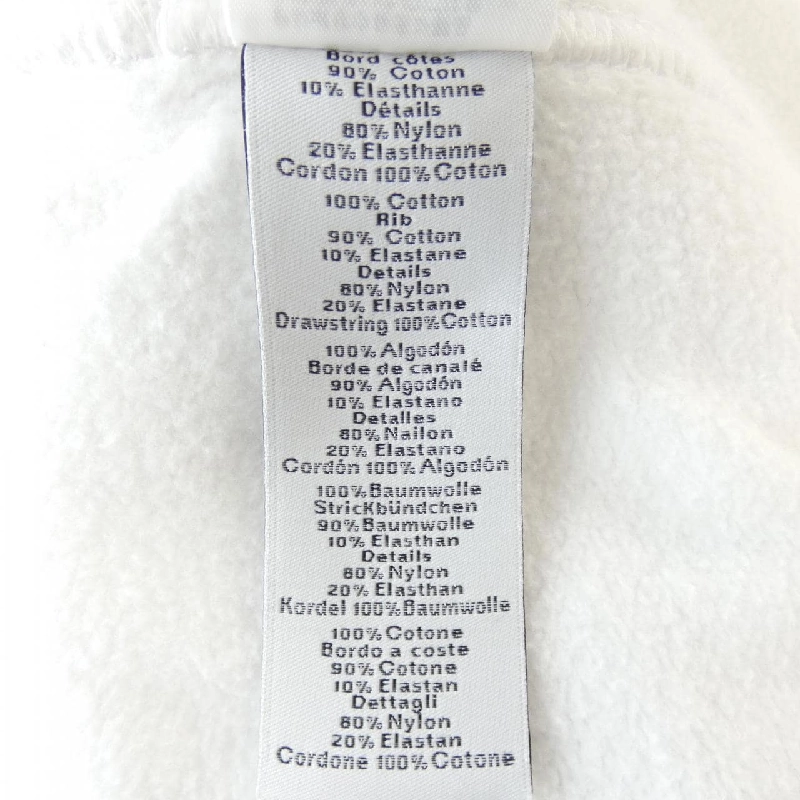 Bord côtes
90% Coton
10% Elasthanne
Détails
80% Nylon
20% Elasthanne
Cordon 100% Coton
100% Cotton
Rib
90% Cotton
10% Elastane
Details
80% Nylon
20% Elastane
Drawstring 100% Cotton
100% Algodón
Borde de canalé
90% Algodón
10% Elastano
Detalles
80% Nailon
20% Elastano
Cordón 100% Algodón
100% Baumwolle
StricKbündchen
90% Baumwolle
10% Elasthan
Details
80% Nylon
20% Elasthan
Kordel 100% Baumwolle
100% Cotone
Bordo a coste
90% Cotone
10% Elastan
Dettagli
80% Nylon
20% Elastan
Cordone 100% Cotone